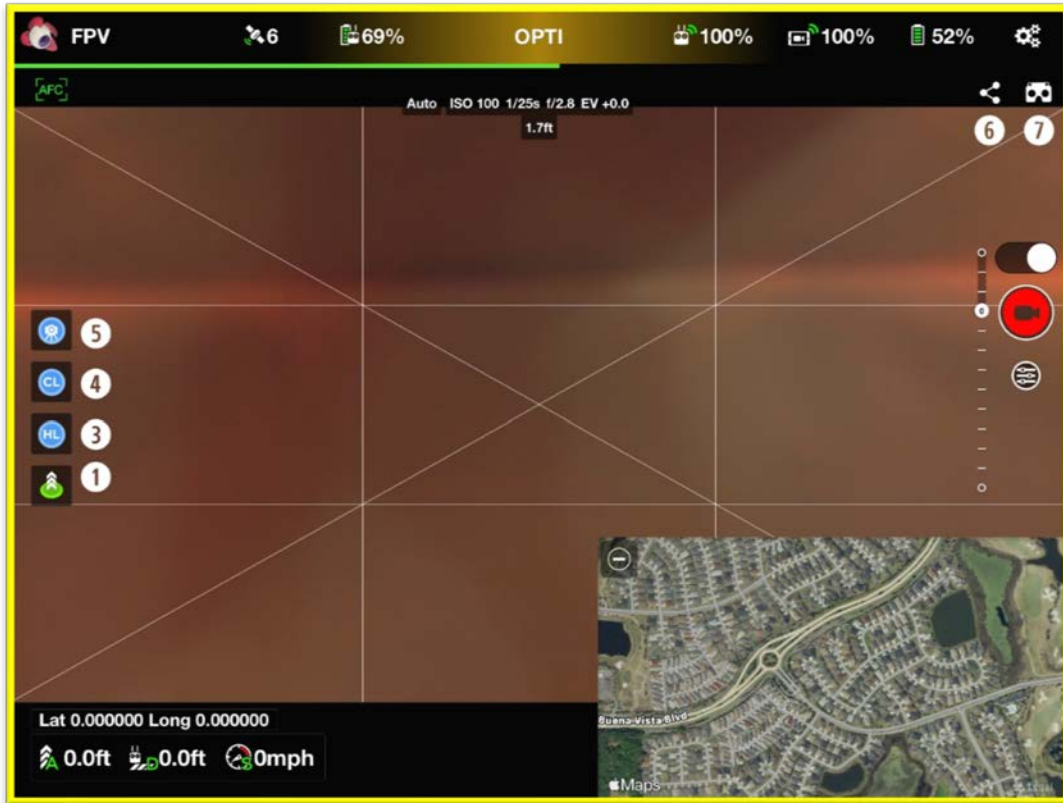 FPV 6 69% OPTI 100% 100% 52%
AFC
Auto ISO 100 1/25s f/2.8 EV +0.0
1.7ft
6 7
0
5
CL 4
HL 3
1
Buena Vista Blvd
Lat 0.000000 Long 0.000000
A 0.0ft D 0.0ft S 0mph
Maps